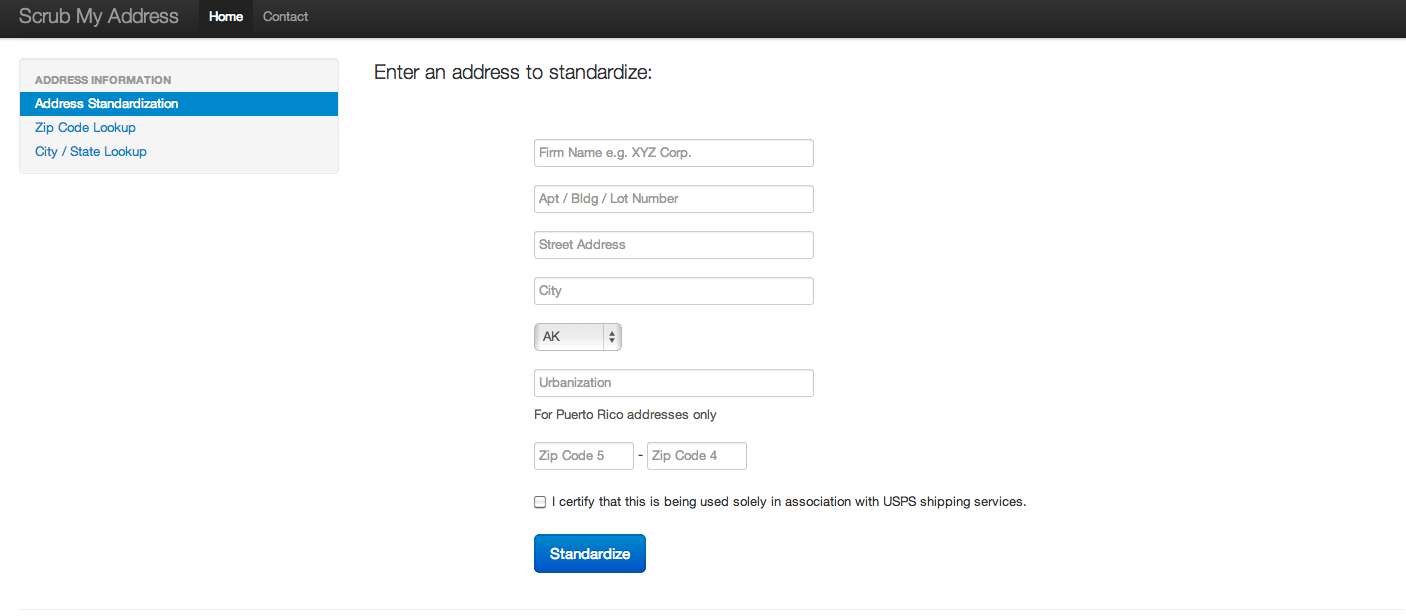 Scrub My Address Home Contact
ADDRESS INFORMATION
Address Standardization
Zip Code Lookup
City / State Lookup
Enter an address to standardize:
Firm Name e.g. XYZ Corp.
Apt / Bldg / Lot Number
Street Address
City
AK
Urbanization
For Puerto Rico addresses only
Zip Code 5 - Zip Code 4
I certify that this is being used solely in association with USPS shipping services.
Standardize